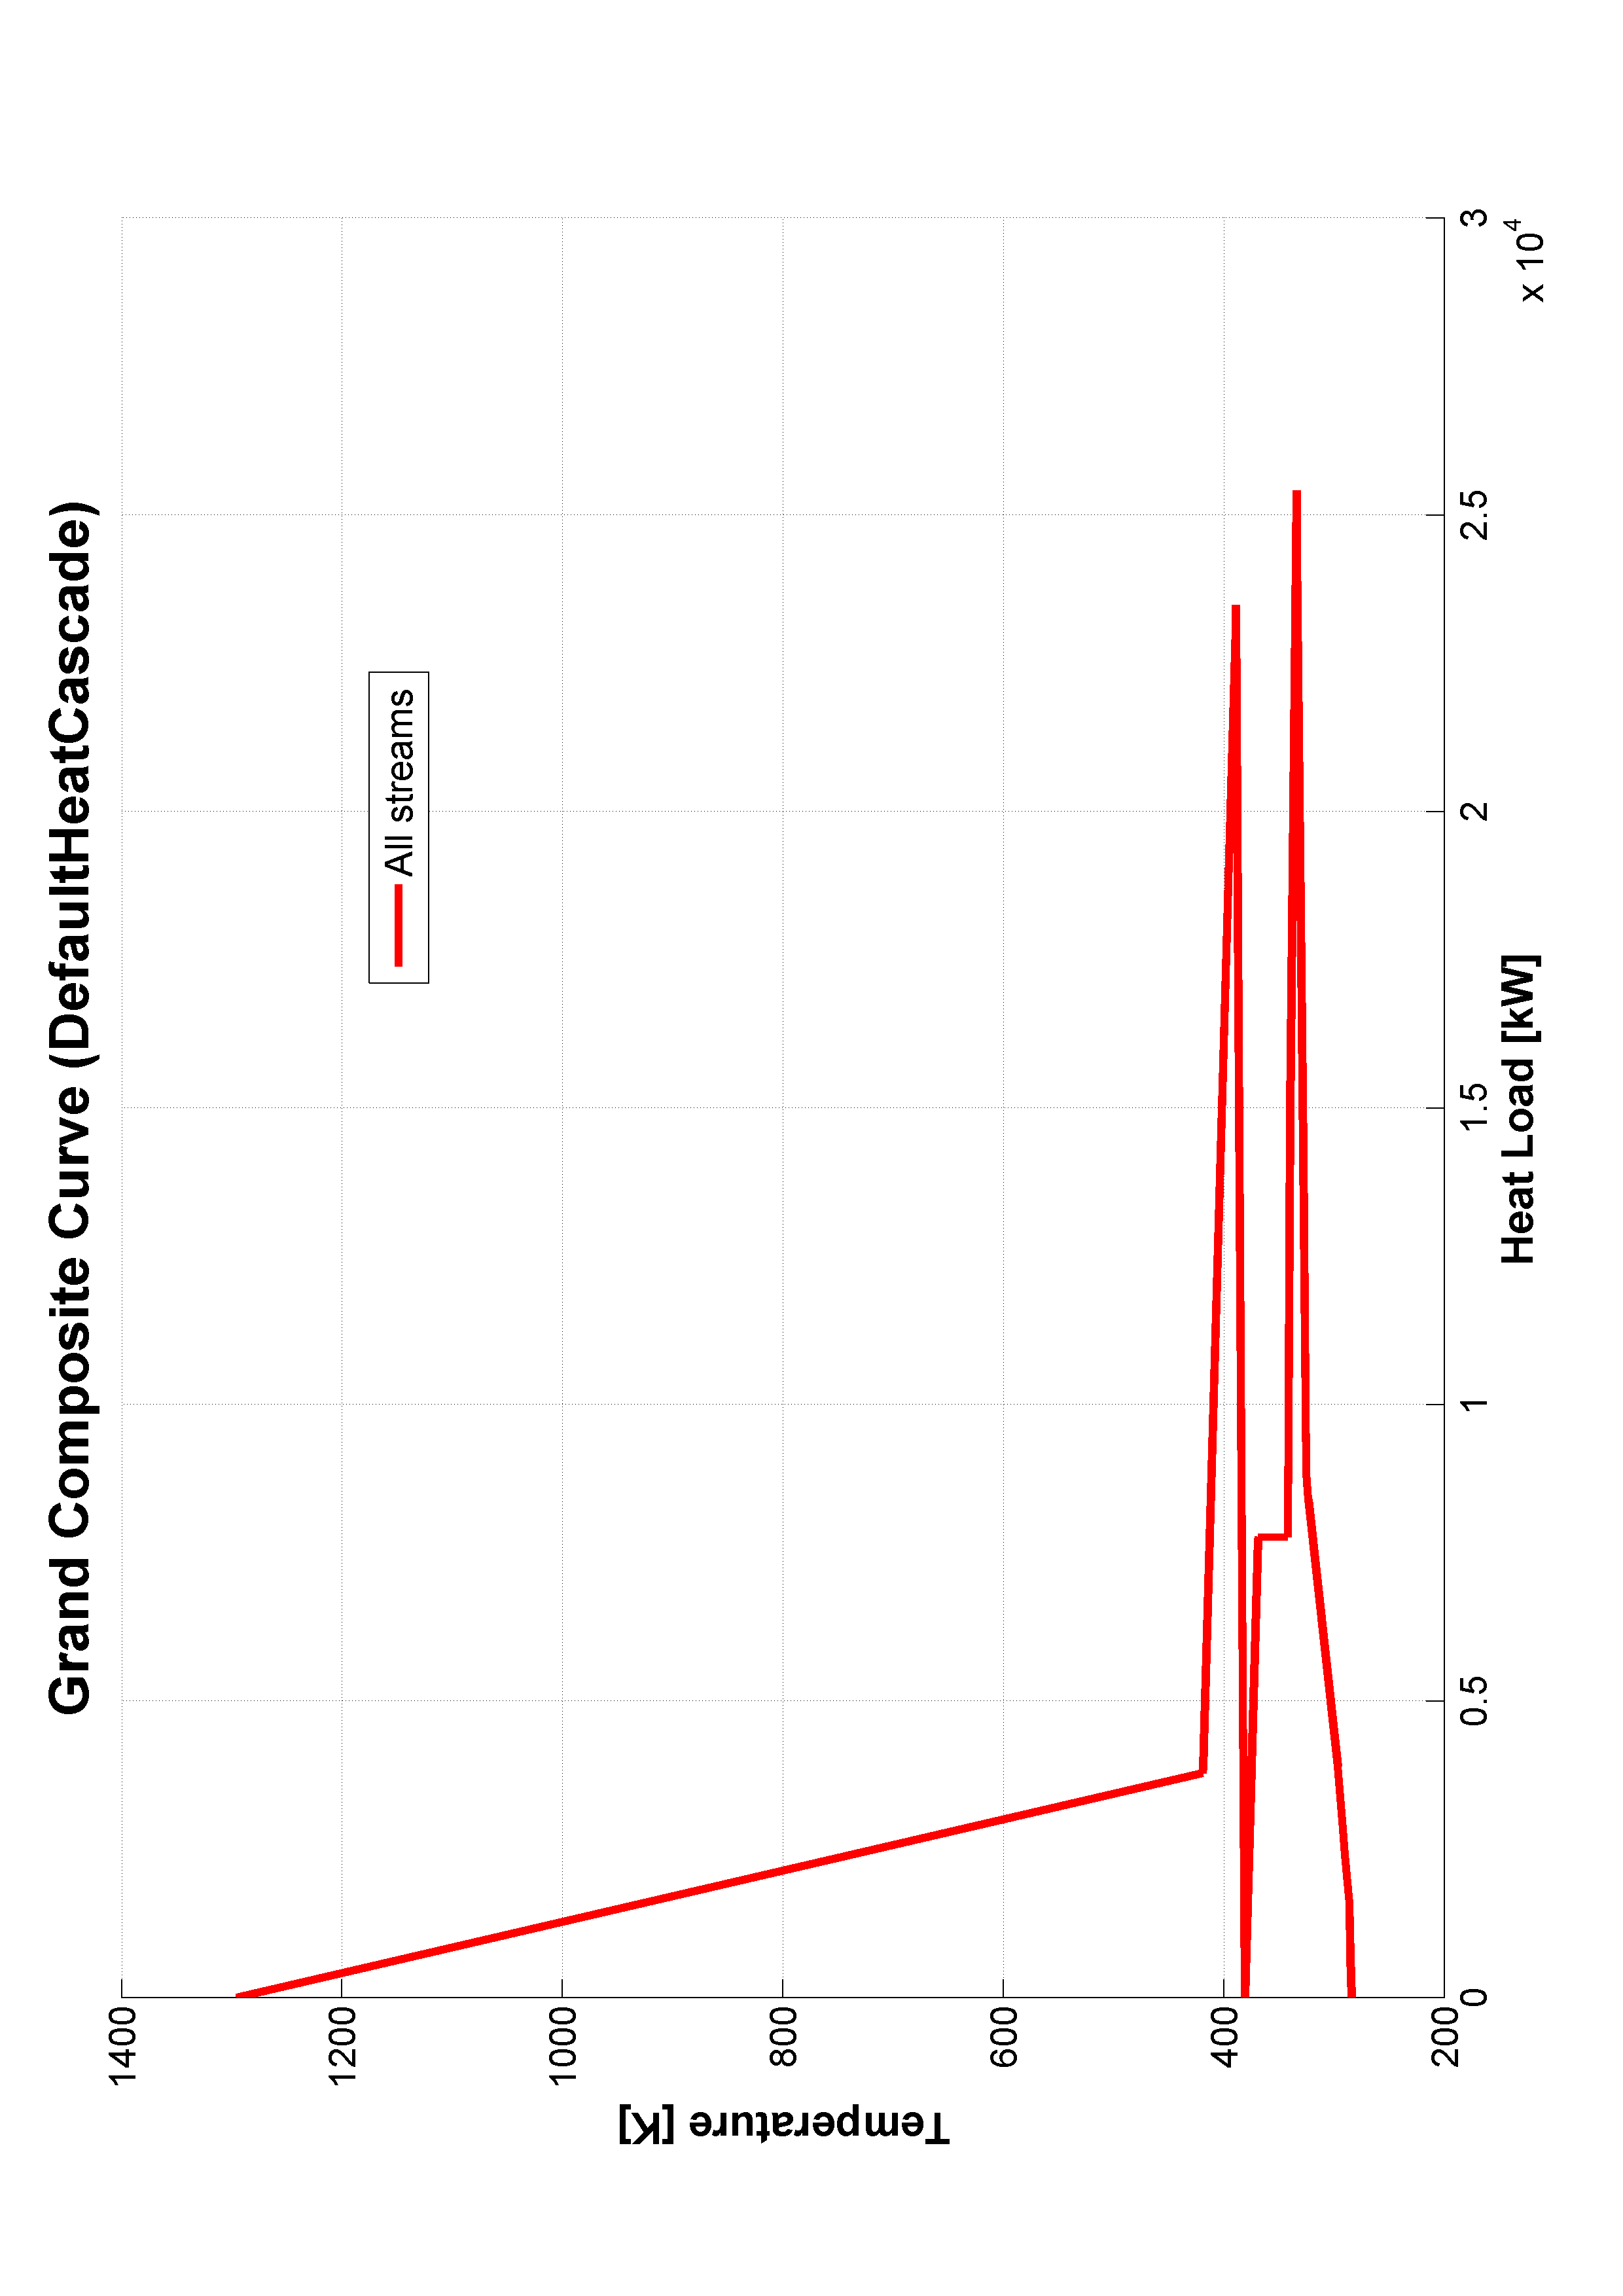 Grand Composite Curve (DefaultHeatCascade)
All streams
Temperature [K]
1400
1200
1000
800
600
400
200
0
0.5
1
1.5
2
2.5
3
x 10^4
Heat Load [kW]